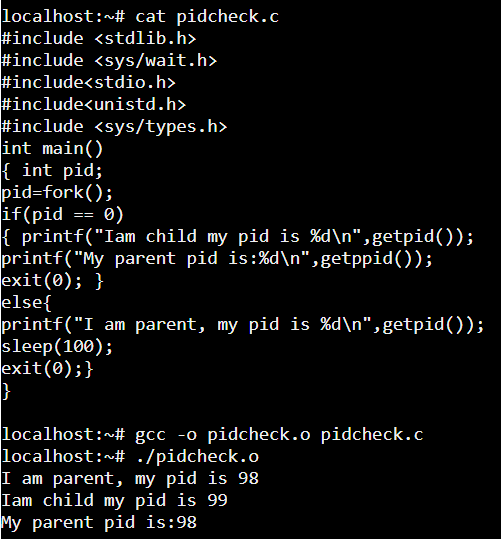 localhost:~# cat pidcheck.c
#include <stdlib.h>
#include <sys/wait.h>
#include<stdio.h>
#include<unistd.h>
#include <sys/types.h>
int main()
{ int pid;
pid=fork();
if(pid == 0)
{ printf("Iam child my pid is %d\n",getpid());
printf("My parent pid is:%d\n",getppid());
exit(0); }
else{
printf("I am parent, my pid is %d\n",getpid());
sleep(100);
exit(0);}
}
localhost:~# gcc -o pidcheck.o pidcheck.c
localhost:~# ./pidcheck.o
I am parent, my pid is 98
Iam child my pid is 99
My parent pid is:98